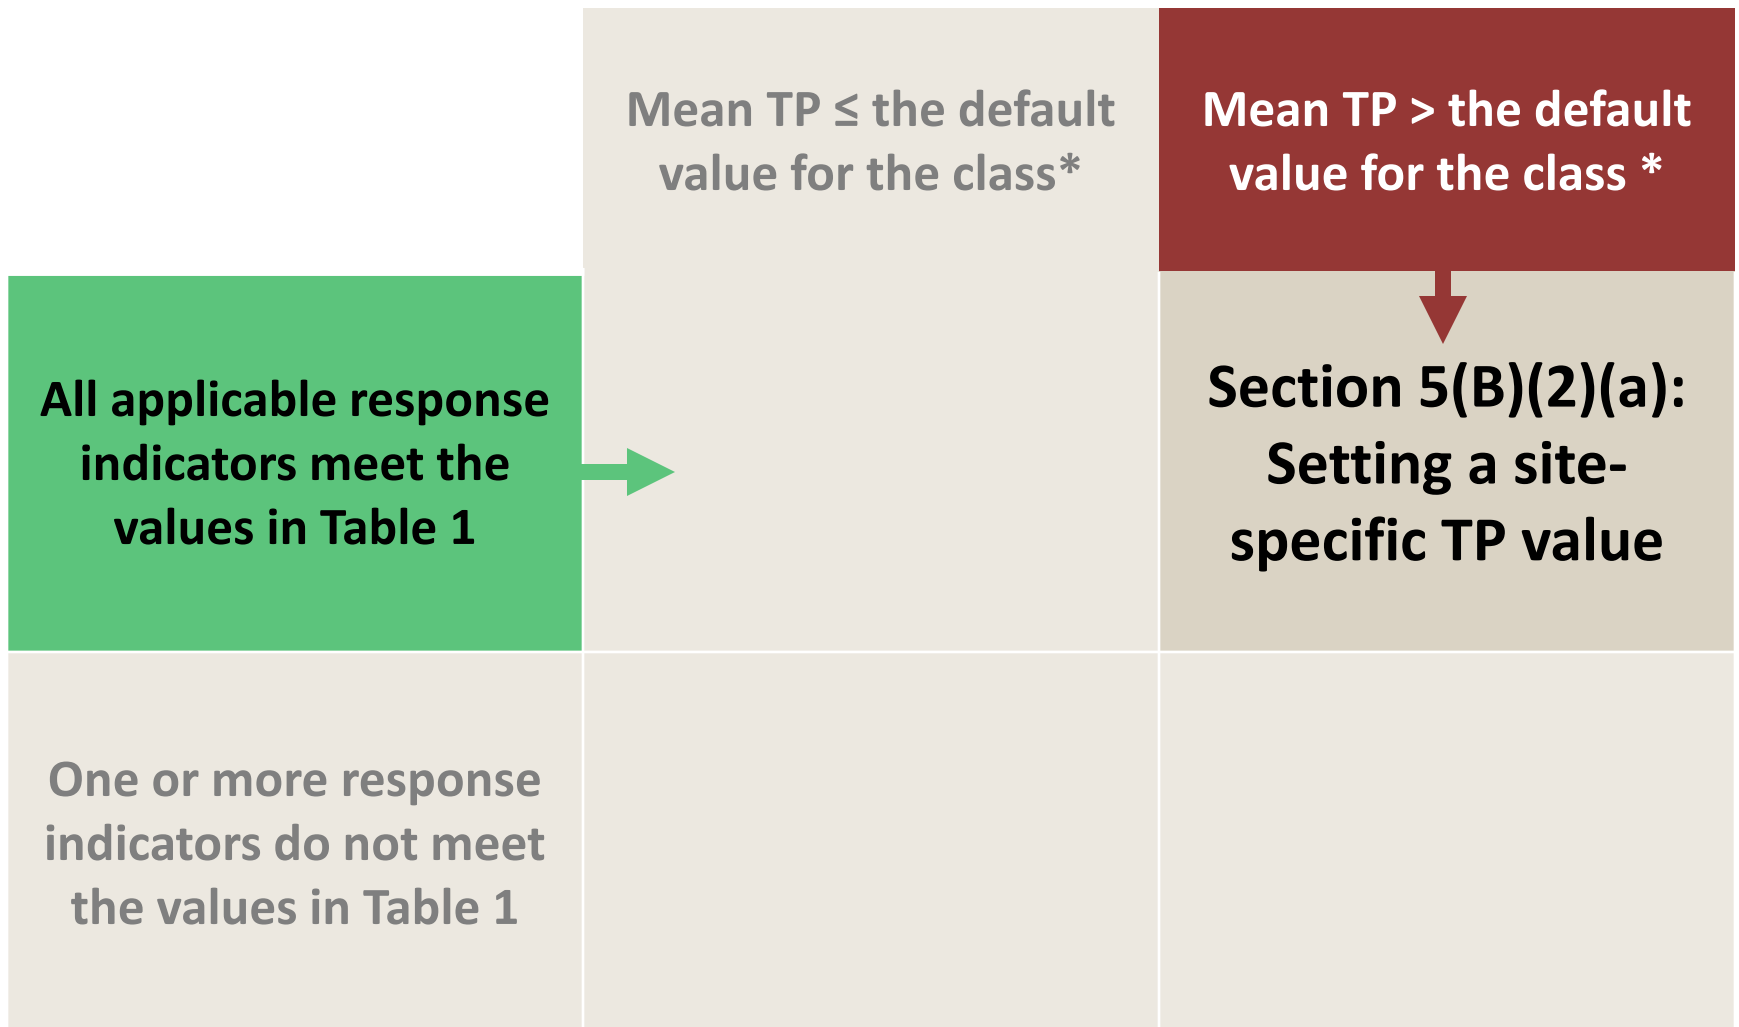 Mean TP ≤ the default
value for the class*
Mean TP > the default
value for the class *
All applicable response
indicators meet the
values in Table 1
Section 5(B)(2)(a):
Setting a site-
specific TP value
One or more response
indicators do not meet
the values in Table 1